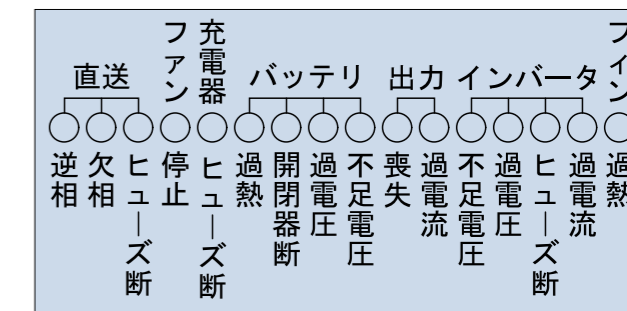 直送
ファン
充電器
バッテリ
出力
インバータ
逆相
欠相
ヒューズ断
停止
ヒューズ断
過熱
開閉器断
過電圧
不足電圧
喪失
過電流
不足電圧
過電圧
ヒューズ断
過電流